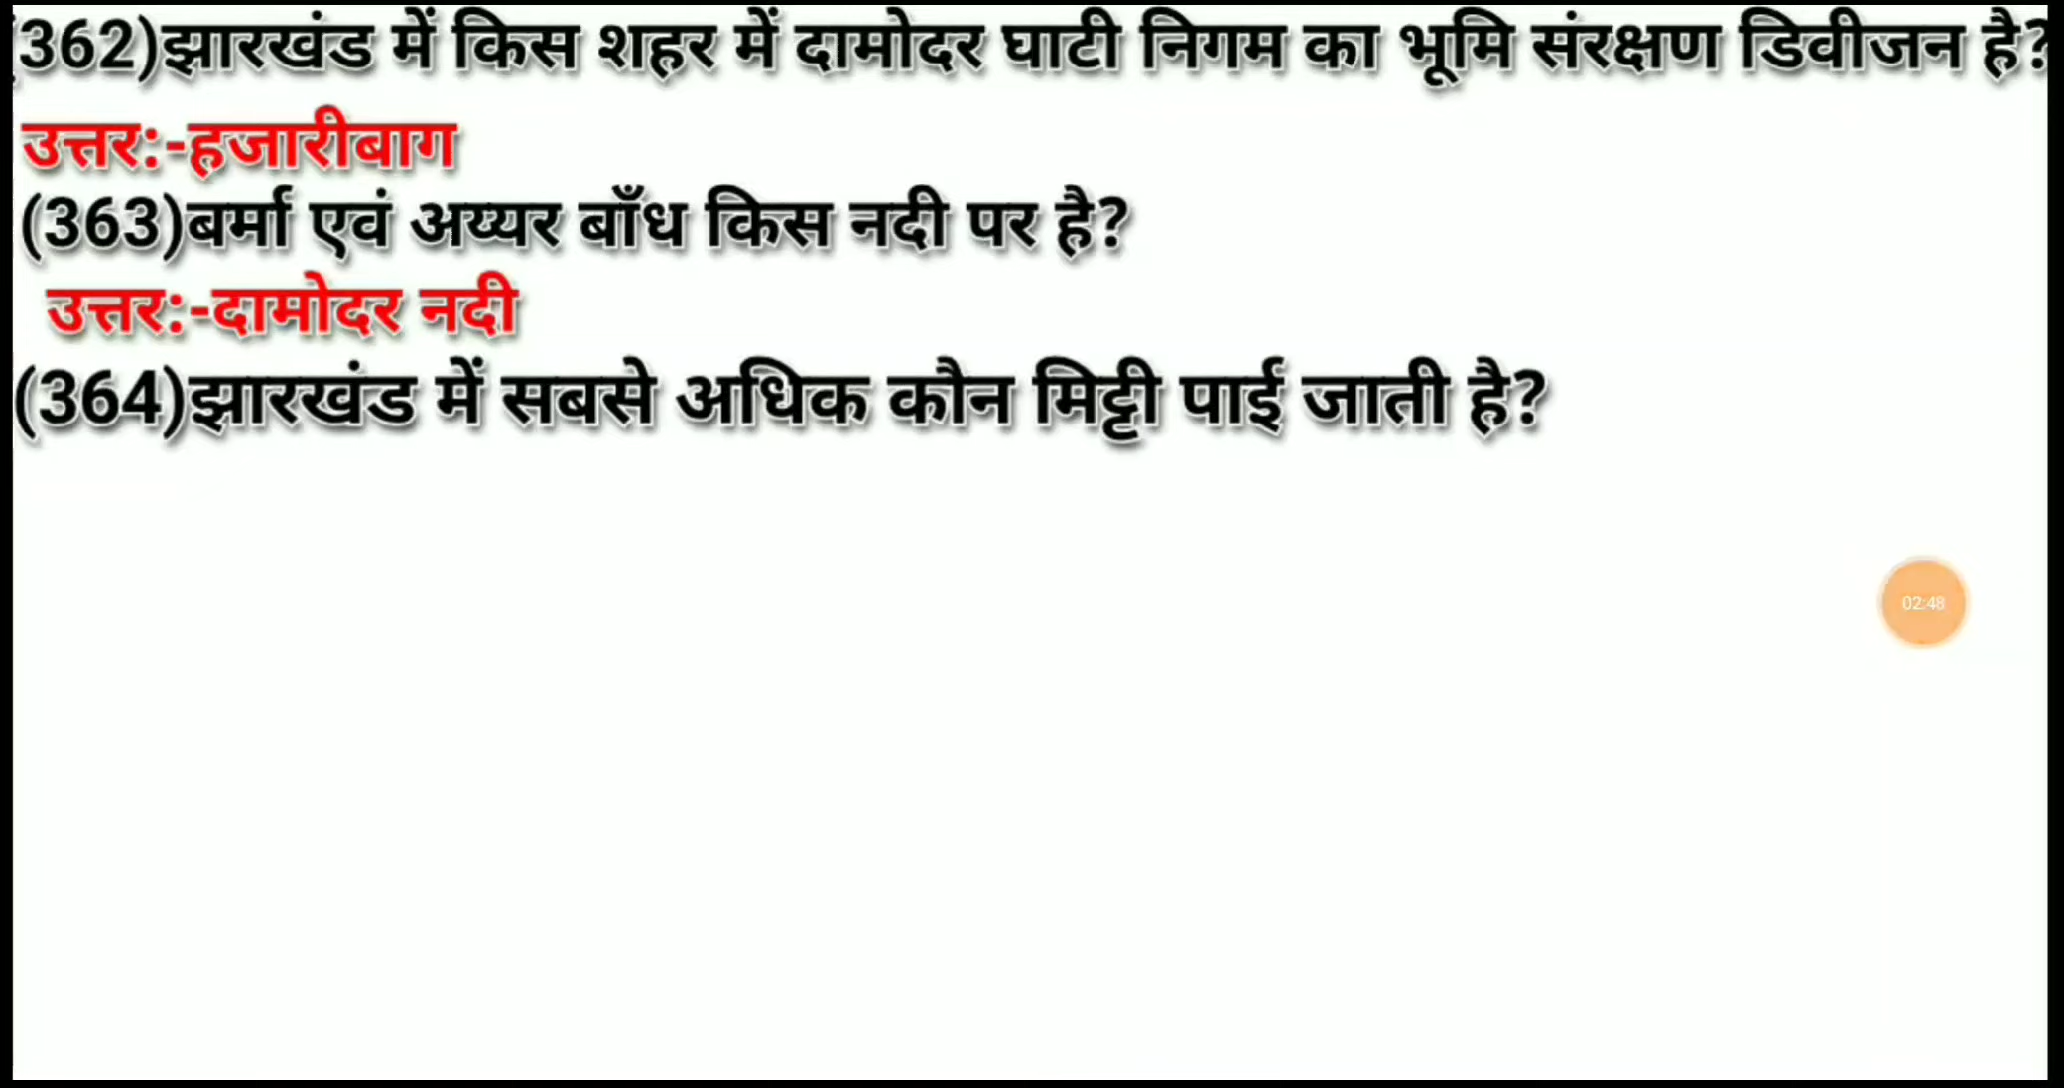 (362)झारखंड में किस शहर में दामोदर घाटी निगम का भूमि संरक्षण डिवीजन है?
उत्तर:-हजारीबाग
(363)बर्मा एवं अय्यर बाँध किस नदी पर है?
उत्तर:-दामोदर नदी
(364)झारखंड में सबसे अधिक कौन मिट्टी पाई जाती है?
02:48